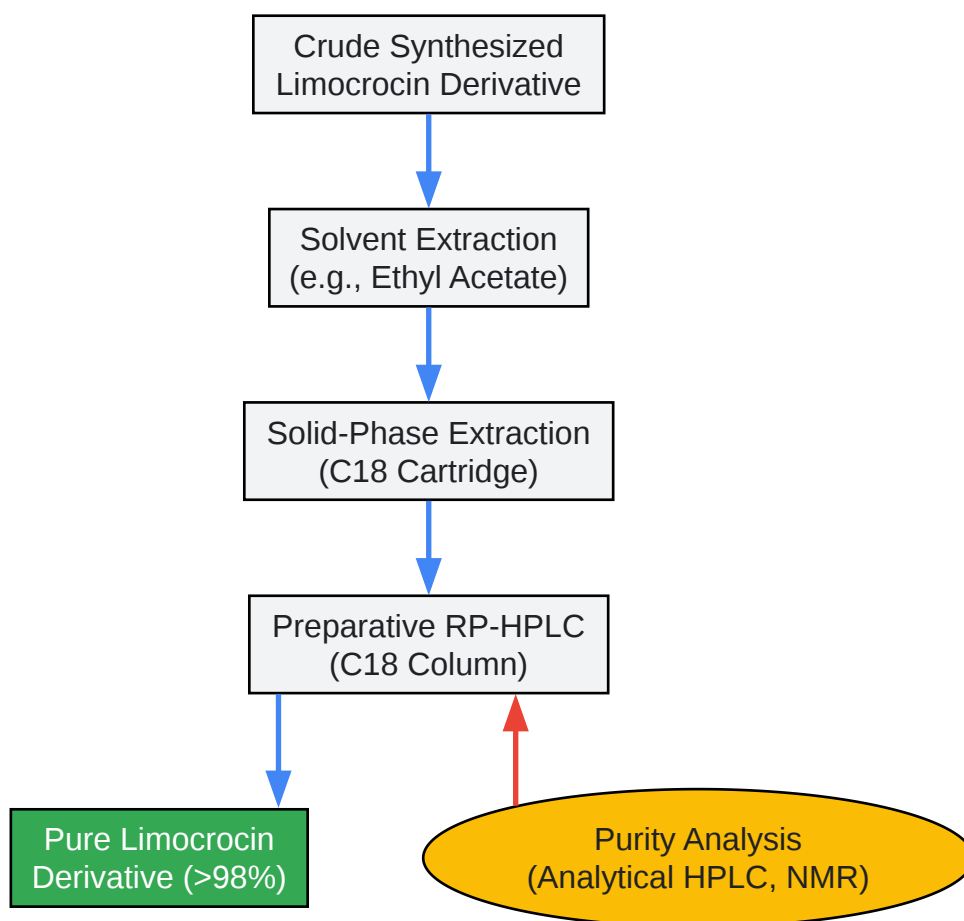 Crude Synthesized
Limocrocin Derivative
Solvent Extraction
(e.g., Ethyl Acetate)
Solid-Phase Extraction
(C18 Cartridge)
Preparative RP-HPLC
(C18 Column)
Pure Limocrocin
Derivative (>98%)
Purity Analysis
(Analytical HPLC, NMR)